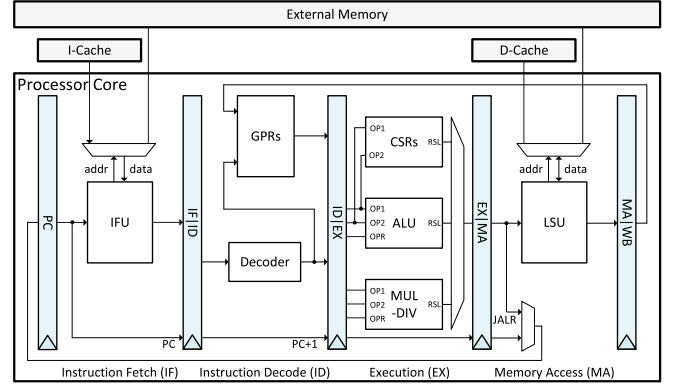 External Memory
I-Cache
D-Cache
Processor Core
GPRs
OP1
OP2
CSRs
RSL
addr
data
addr
data
PC
IFU
IF|ID
Decoder
ID|EX
OP1
OP2
OPR
ALU
RSL
EX|MA
LSU
MA|WB
OP1
OP2
OPR
MUL
-DIV
RSL
JALR
PC
PC+1
Instruction Fetch (IF)
Instruction Decode (ID)
Execution (EX)
Memory Access (MA)